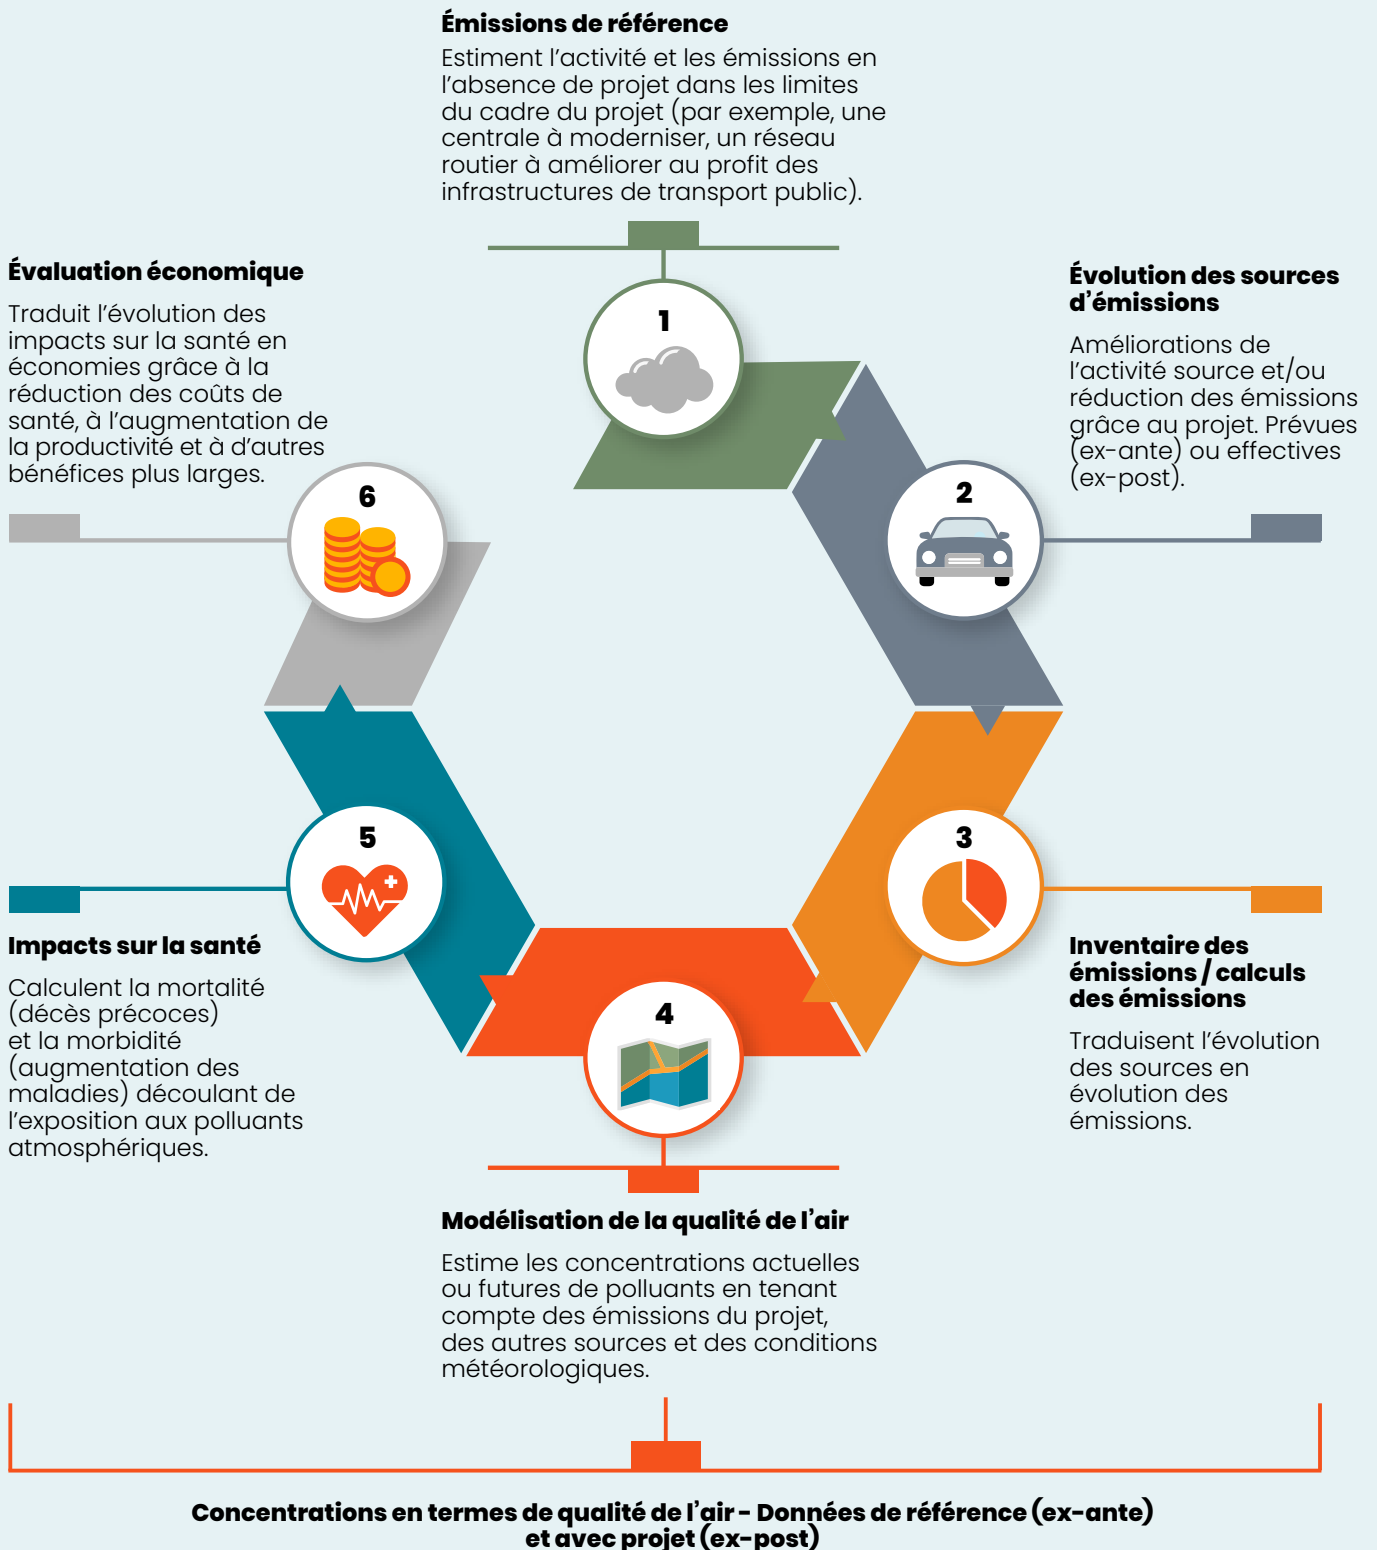 Émissions de référence
Estiment l’activité et les émissions en
l’absence de projet dans les limites
du cadre du projet (par exemple, une
centrale à moderniser, un réseau
routier à améliorer au profit des
infrastructures de transport public).
1
Évolution des sources
d’émissions
Améliorations de
l’activité source et/ou
réduction des émissions
grâce au projet. Prévues
(ex-ante) ou effectives
(ex-post).
2
3
Inventaire des
émissions / calculs
des émissions
Traduisent l’évolution
des sources en
évolution des
émissions.
4
Modélisation de la qualité de l’air
Estime les concentrations actuelles
ou futures de polluants en tenant
compte des émissions du projet,
des autres sources et des conditions
météorologiques.
5
Impacts sur la santé
Calculent la mortalité
(décès précoces)
et la morbidité
(augmentation des
maladies) découlant de
l’exposition aux polluants
atmosphériques.
Évaluation économique
Traduit l’évolution des
impacts sur la santé en
économies grâce à la
réduction des coûts de
santé, à l’augmentation de
la productivité et à d’autres
bénéfices plus larges.
6
Concentrations en termes de qualité de l’air – Données de référence (ex-ante)
et avec projet (ex-post)